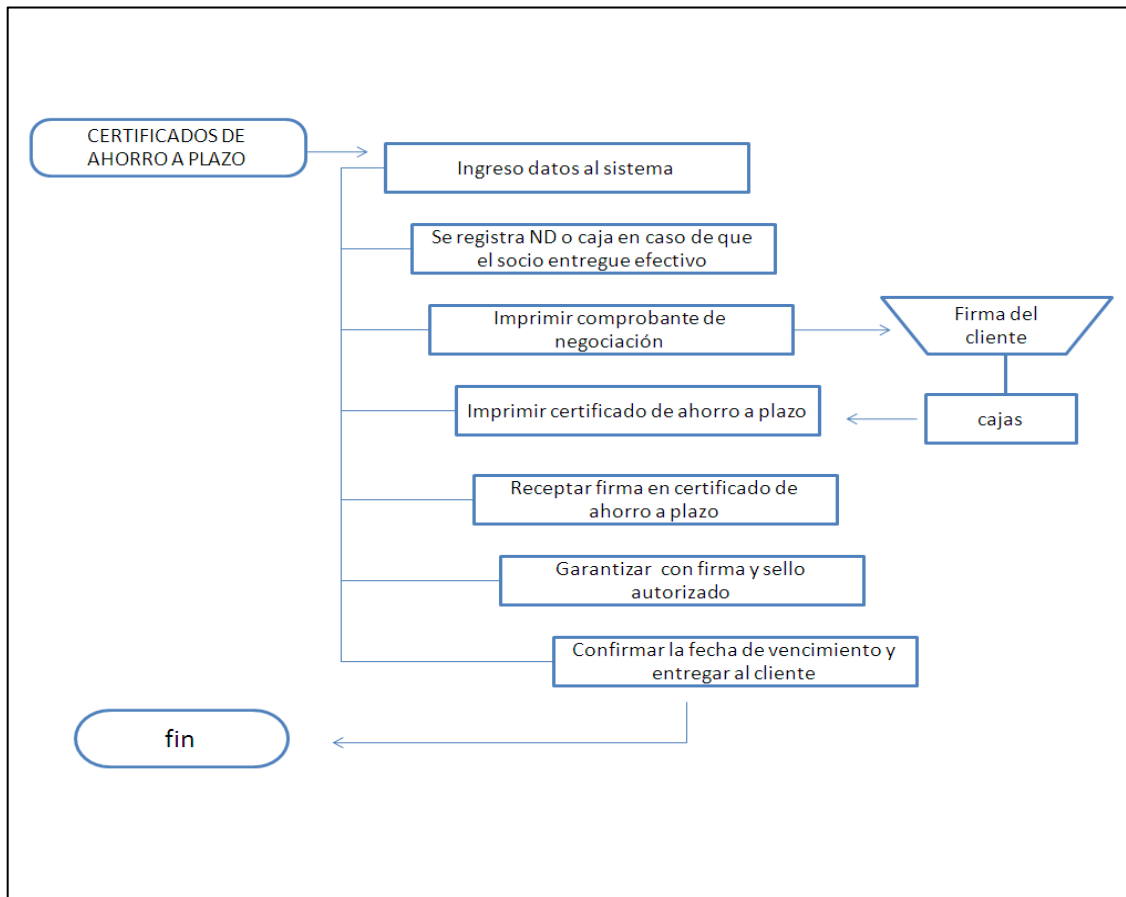 CERTIFICADOS DE
AHORRO A PLAZO
Ingreso datos al sistema
Se registra ND o caja en caso de que
el socio entregue efectivo
Imprimir comprobante de
negociación
Firma del
cliente
Imprimir certificado de ahorro a plazo
cajas
Receptar firma en certificado de
ahorro a plazo
Garantizar con firma y sello
autorizado
Confirmar la fecha de vencimiento y
entregar al cliente
fin